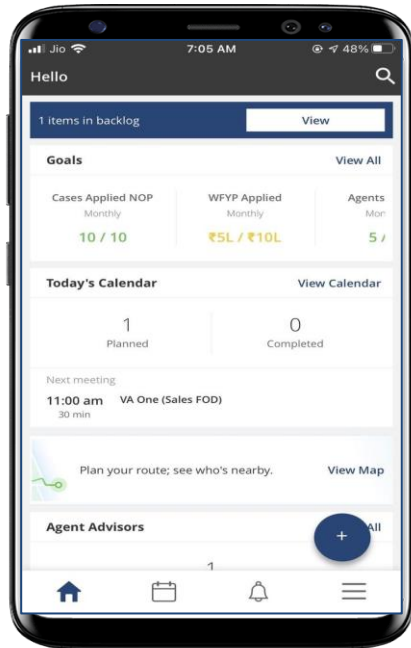 Jio 7:05 AM 48%
Hello
1 items in backlog View
Goals View All
Cases Applied NOP WFYP Applied Agents
Monthly Monthly Mon
10 / 10 ₹5L / ₹10L 5 /
Today's Calendar View Calendar
1 0
Planned Completed
Next meeting
11:00 am VA One (Sales FOD)
30 min
Plan your route; see who's nearby. View Map
Agent Advisors All
1
+